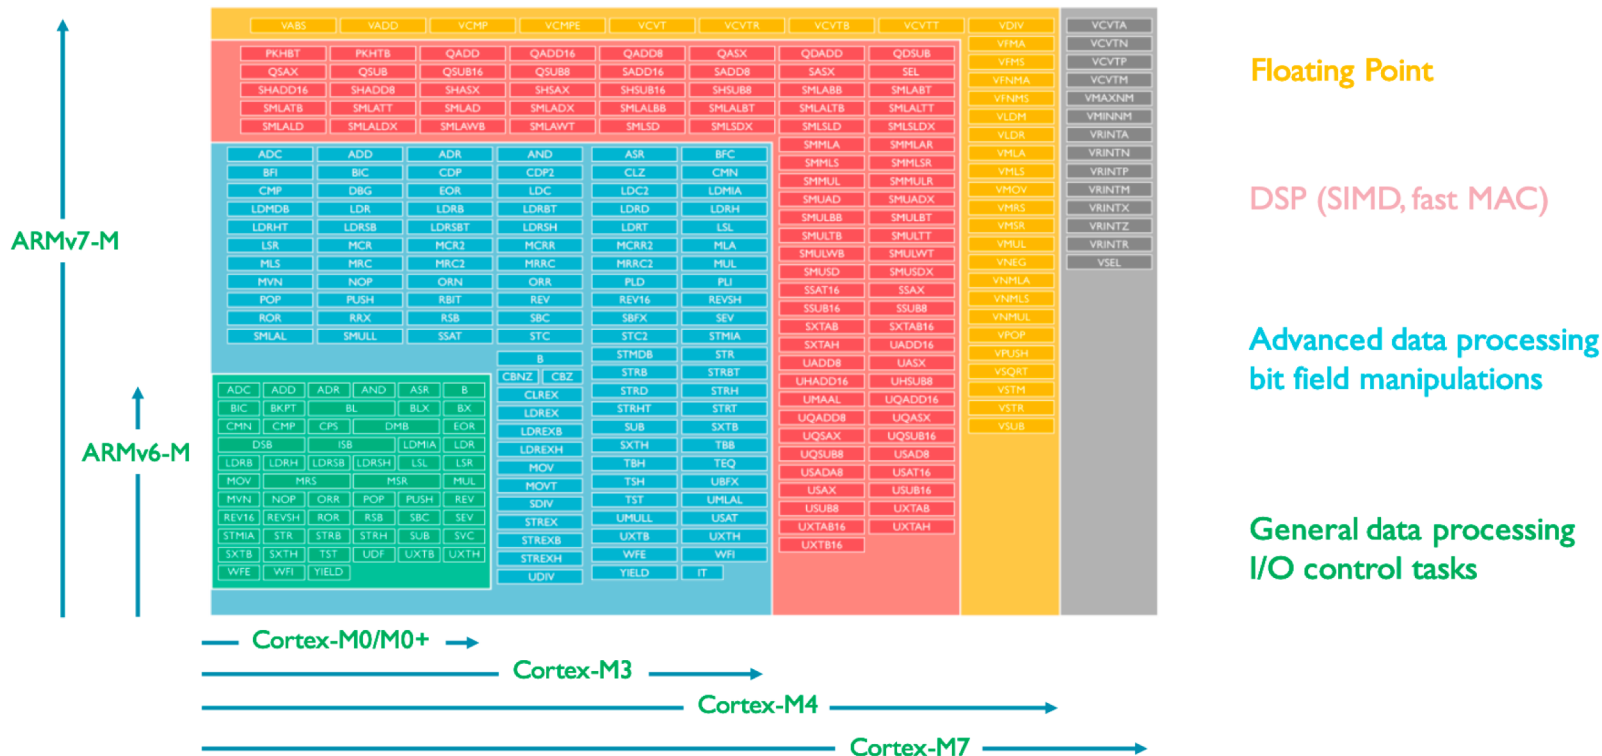 VABS VADD VCMP VCMPE VCVT VCVTR VCVTB VCVTT VDIV VCVTA
VFMA VCVTN
PKHBT PKHTB QADD QADD16 QADD8 QASX QDADD QDSUB
VFMS VCVTP
QSAX QSUB QSUB16 QSUB8 SADD16 SADD8 SASX SEL
Floating Point
VFNMA VCVTM
SHADD16 SHADD8 SHASX SHSAX SHSUB16 SHSUB8 SMLABB SMLABT
VFNMS VMAXNM
SMLATB SMLATT SMLAD SMLADX SMLALBB SMLALBT SMLALTB SMLALTT
VLDM VMINNM
SMLALD SMLALDX SMLAWB SMLAWT SMLSD SMLSDX SMLSLD SMLSLDX
VLDR VRINTA
SMMLA SMMLAR
ADC ADD ADR AND ASR BFC
VMLA VRINTN
SMMLS SMMLSR
BFI BIC CDP CDP2 CLZ CMN
VMLS VRINTP
SMMUL SMMULR
CMP DBG EOR LDC LDC2 LDMIA
VMOV VRINTM
DSP (SIMD, fast MAC)
SMUAD SMUADX
LDMDB LDR LDRB LDRBT LDRD LDRH
VMRS VRINTX
SMULBB SMULBT
LDRHT LDRSB LDRSBT LDRSH LDRT LSL
VMSR VRINTZ
ARMv7-M
SMULTB SMULTT
LSR MCR MCR2 MCRR MCRR2 MLA
VMUL VRINTR
SMULWB SMULWT
MLS MRC MRC2 MRRC MRRC2 MUL
VNEG VSEL
SMUSD SMUSDX
MVN NOP ORN ORR PLD PLI
VNMLA
SSAT16 SSAX
POP PUSH RBIT REV REV16 REVSH
VNMLS
SSUB16 SSUB8
ROR RRX RSB SBC SBFX SEV
VNMUL
SXTAB SXTAB16
SMLAL SMULL SSAT STC STC2 STMIA
VPOP
SXTAH UADD16
Advanced data processing
B STMDB STR
VPUSH
UADD8 UASX
CBNZ CBZ STRB STRBT
VSQRT
UHADD16 UHSUB8
bit field manipulations
ADC ADD ADR AND ASR B
CLREX STRD STRH
VSTM
UMAAL UQADD16
BIC BKPT BL BLX BX
LDREX STRHT STRT
VSTR
UQADD8 UQASX
CMN CMP CPS DMB EOR
LDREXB SUB SXTB
VSUB
UQSAX UQSUB16
DSB ISB LDMIA LDR
LDREXH SXTH TBB
ARMv6-M
UQSUB8 USAD8
LDRB LDRH LDRSB LDRSH LSL LSR
MOV TBH TEQ
USADA8 USAT16
MOV MRS MSR MUL
MOVT TSH UBFX
USAX USUB16
MVN NOP ORR POP PUSH REV
SDIV TST UMLAL
USUB8 UXTAB
REV16 REVSH ROR RSB SBC SEV
STREX UMULL USAT
UXTAB16 UXTAH
General data processing
STMIA STR STRB STRH SUB SVC
STREXB UXTB UXTH
UXTB16
SXTB SXTH TST UDF UXTB UXTH
STREXH WFE WFI
I/O control tasks
WFE WFI YIELD
UDIV YIELD IT
Cortex-M0/M0+
Cortex-M3
Cortex-M4
Cortex-M7